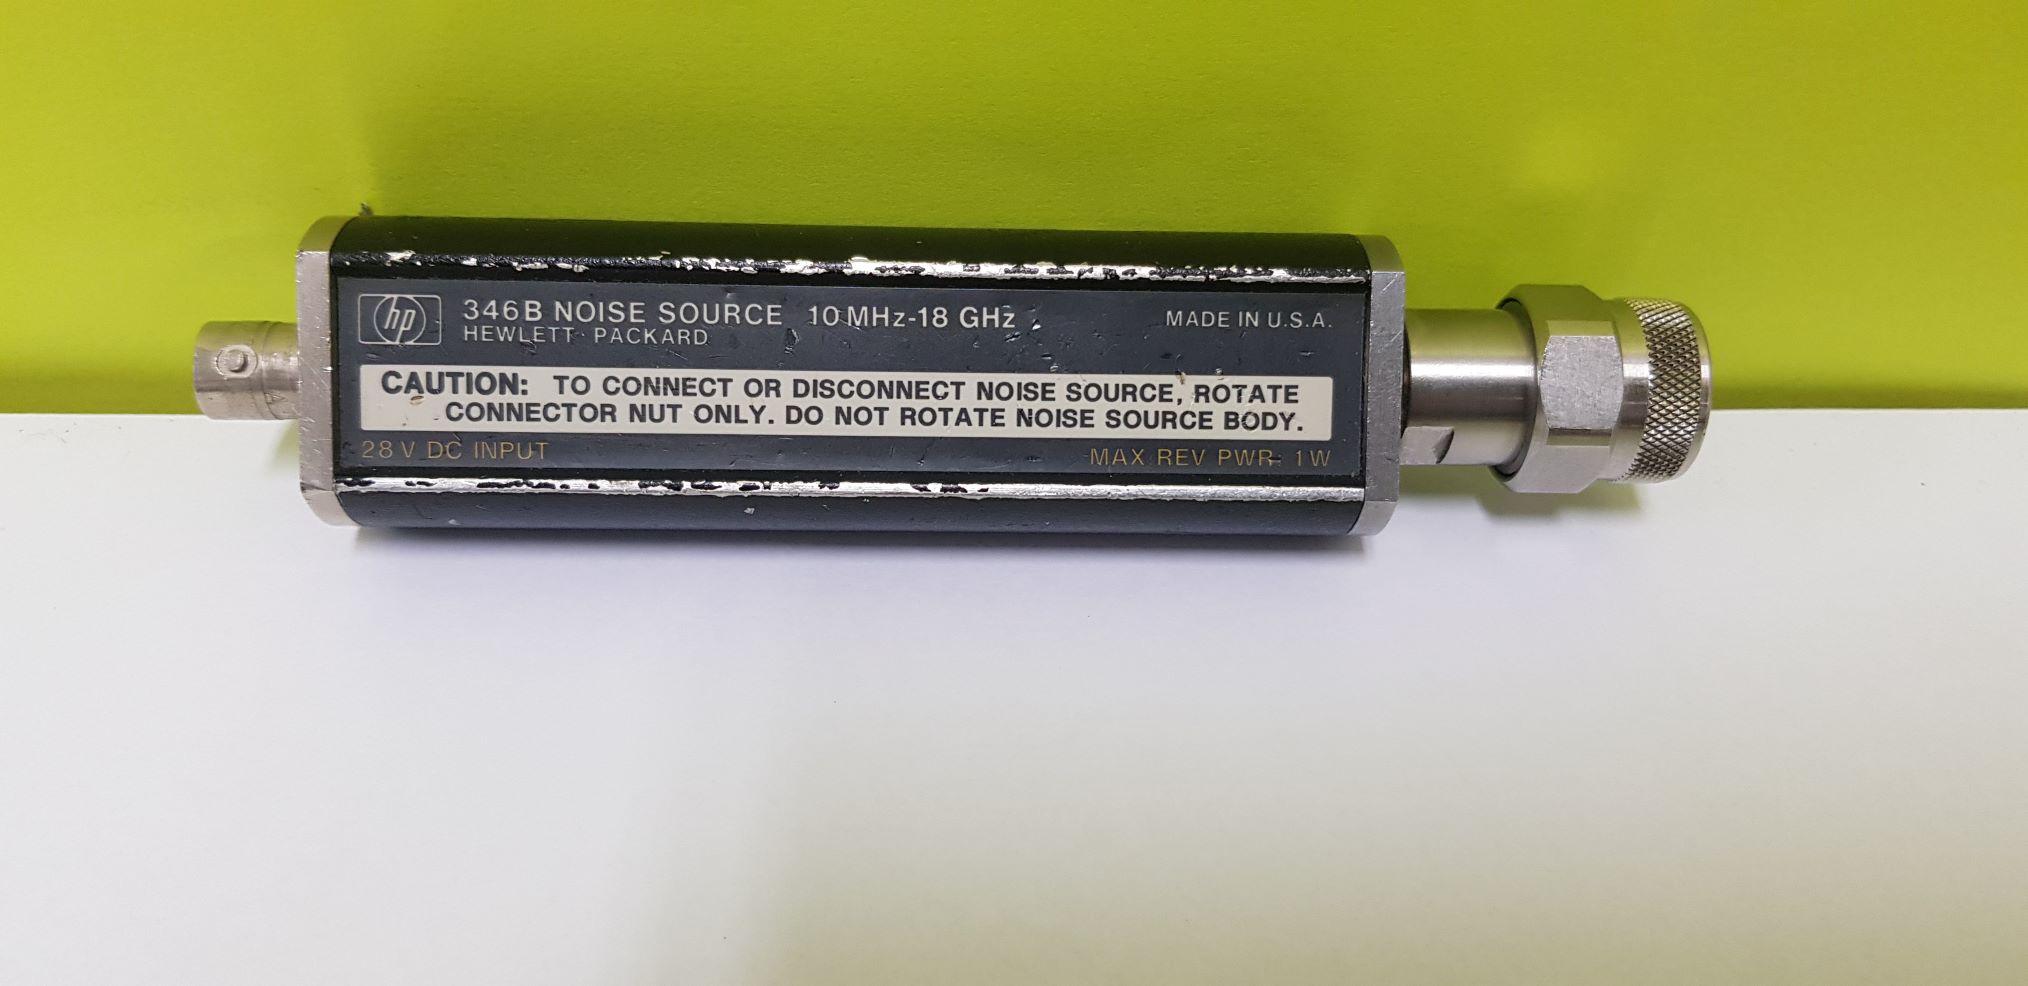 hp 346B NOISE SOURCE 10 MHz-18 GHz MADE IN U.S.A.
HEWLETT·PACKARD
CAUTION: TO CONNECT OR DISCONNECT NOISE SOURCE, ROTATE
CONNECTOR NUT ONLY. DO NOT ROTATE NOISE SOURCE BODY.
28 V DC INPUT MAX REV PWR: 1W